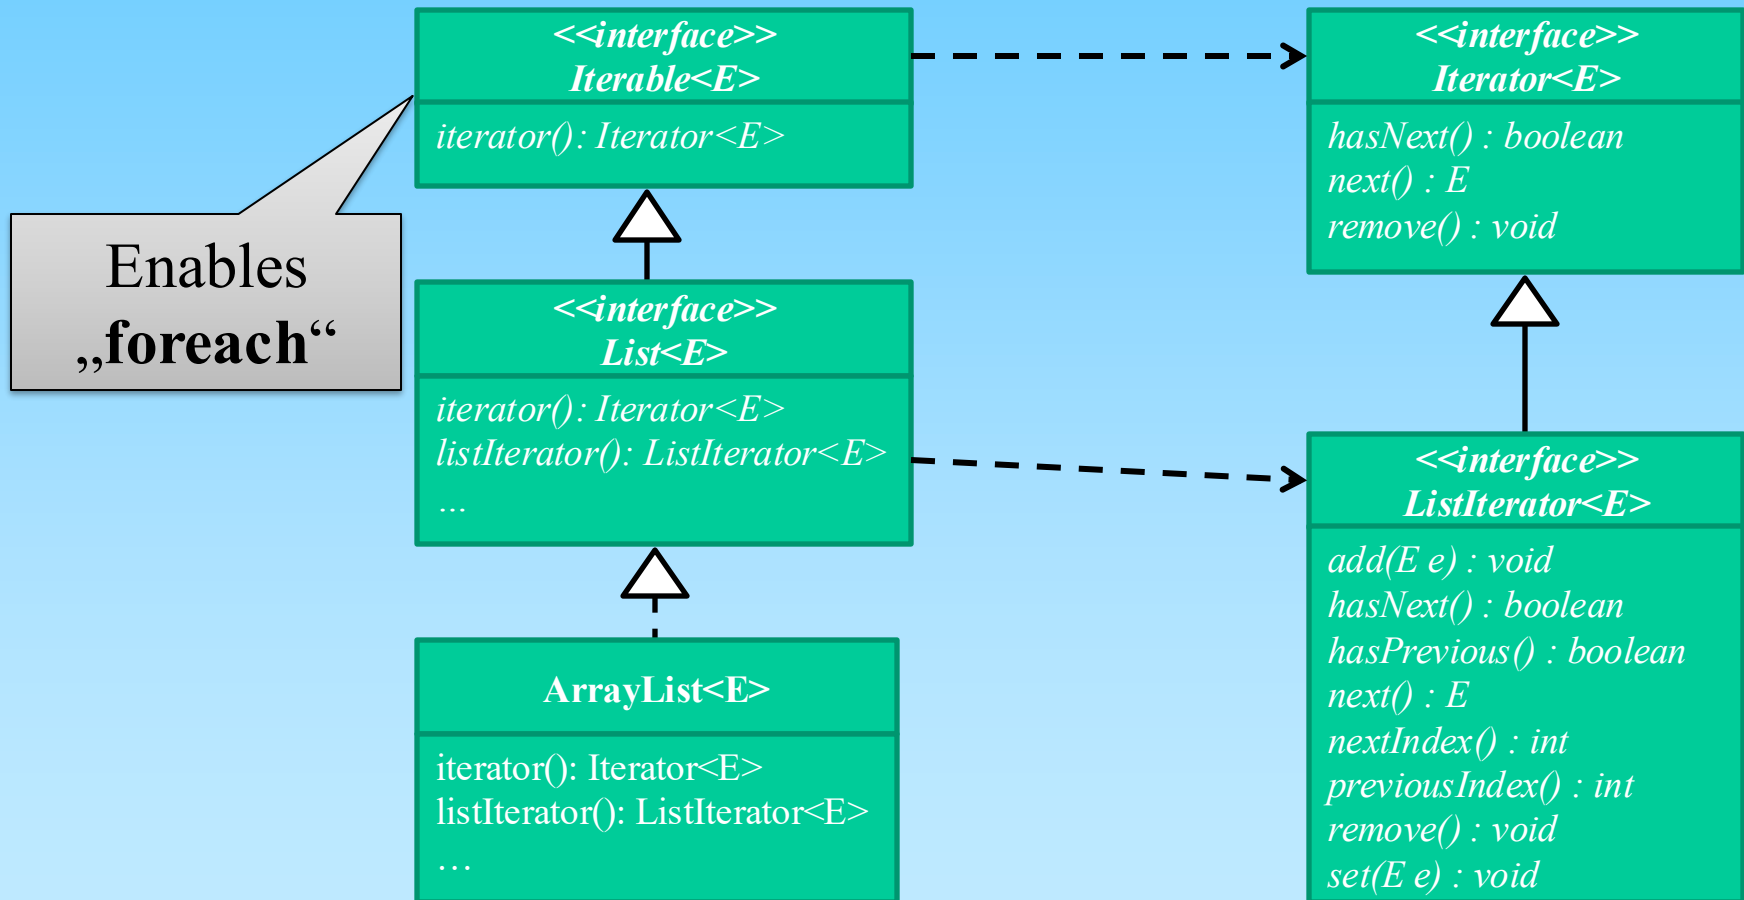 <<interface>>
Iterable<E>
iterator(): Iterator<E>
<<interface>>
Iterator<E>
hasNext() : boolean
next() : E
remove() : void
Enables
„foreach“
<<interface>>
List<E>
iterator(): Iterator<E>
listIterator(): ListIterator<E>
...
<<interface>>
ListIterator<E>
add(E e) : void
hasNext() : boolean
hasPrevious() : boolean
next() : E
nextIndex() : int
previousIndex() : int
remove() : void
set(E e) : void
ArrayList<E>
iterator(): Iterator<E>
listIterator(): ListIterator<E>
…